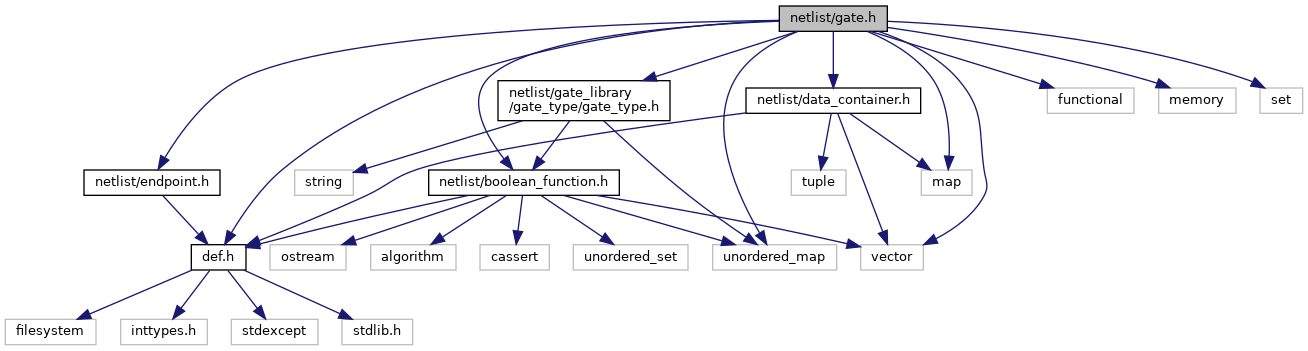 netlist/gate.h
netlist/gate_library
/gate_type/gate_type.h
netlist/data_container.h
functional
memory
set
netlist/endpoint.h
string
netlist/boolean_function.h
tuple
map
def.h
ostream
algorithm
cassert
unordered_set
unordered_map
vector
filesystem
inttypes.h
stdexcept
stdlib.h